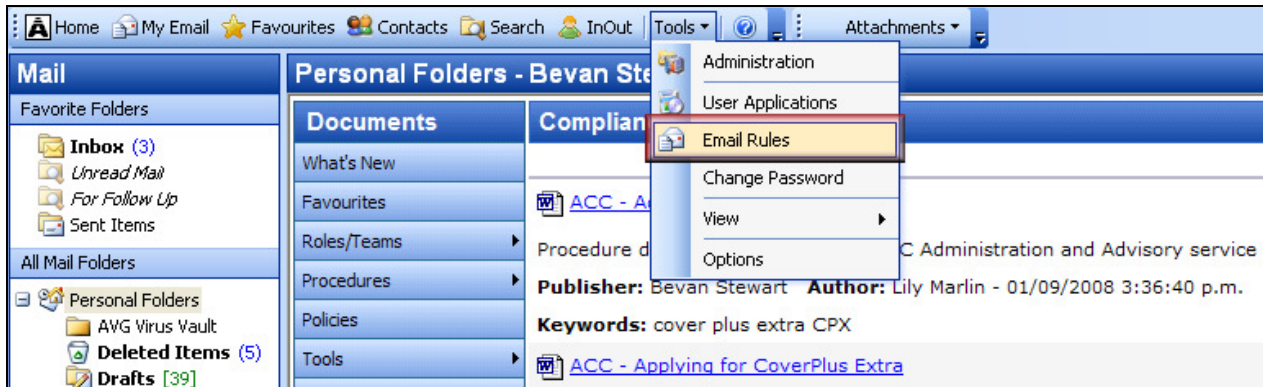 Home My Email Favourites Contacts Search InOut Tools Attachments
Mail
Favorite Folders
Inbox (3)
Unread Mail
For Follow Up
Sent Items
All Mail Folders
Personal Folders
AVG Virus Vault
Deleted Items (5)
Drafts [39]
Personal Folders - Bevan
Documents
What's New
Favourites
Roles/Teams
Procedures
Policies
Tools
Administration
User Applications
Email Rules
Change Password
View
Options
ACC -
Procedure Administration and Advisory service
Publisher: Bevan Stewart Author: Lily Marlin - 01/09/2008 3:36:40 p.m.
Keywords: cover plus extra CPX
ACC - Applying for CoverPlus Extra